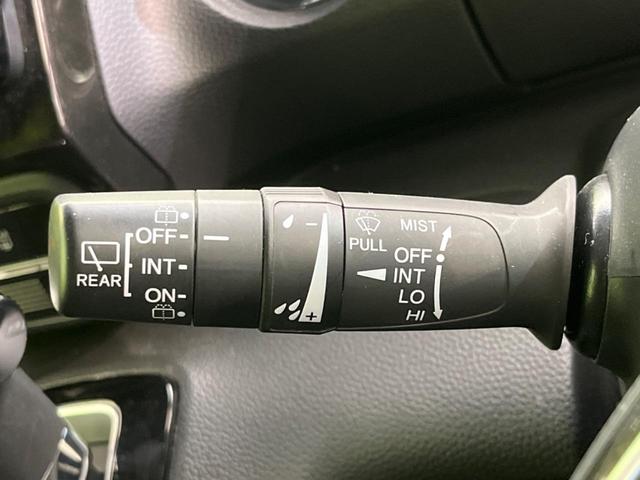 REAR
OFF
INT
ON
−
+
PULL
MIST
OFF
INT
LO
HI